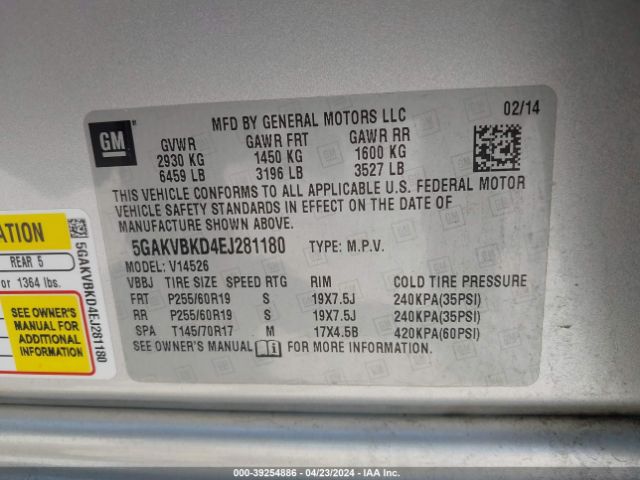 GM
MFD BY GENERAL MOTORS LLC 02/14
GVWR GAWR FRT GAWR RR
2930 KG 1450 KG 1600 KG
6459 LB 3196 LB 3527 LB
THIS VEHICLE CONFORMS TO ALL APPLICABLE U.S. FEDERAL MOTOR
VEHICLE SAFETY STANDARDS IN EFFECT ON THE DATE OF
MANUFACTURE SHOWN ABOVE.
5GAKVBKD4EJ281180 TYPE: M.P.V.
MODEL: V14526
VBBJ TIRE SIZE SPEED RTG RIM COLD TIRE PRESSURE
FRT P255/60R19 S 19X7.5J 240KPA(35PSI)
RR P255/60R19 S 19X7.5J 240KPA(35PSI)
SPA T145/70R17 M 17X4.5B 420KPA(60PSI)
SEE OWNER'S MANUAL FOR MORE INFORMATION.
ATION
REAR 5
or 1364 lbs.
SEE OWNER'S
MANUAL FOR
ADDITIONAL
INFORMATION
5GAKVBKD4EJ281180
000-39254886 - 04/23/2024 - IAA Inc.